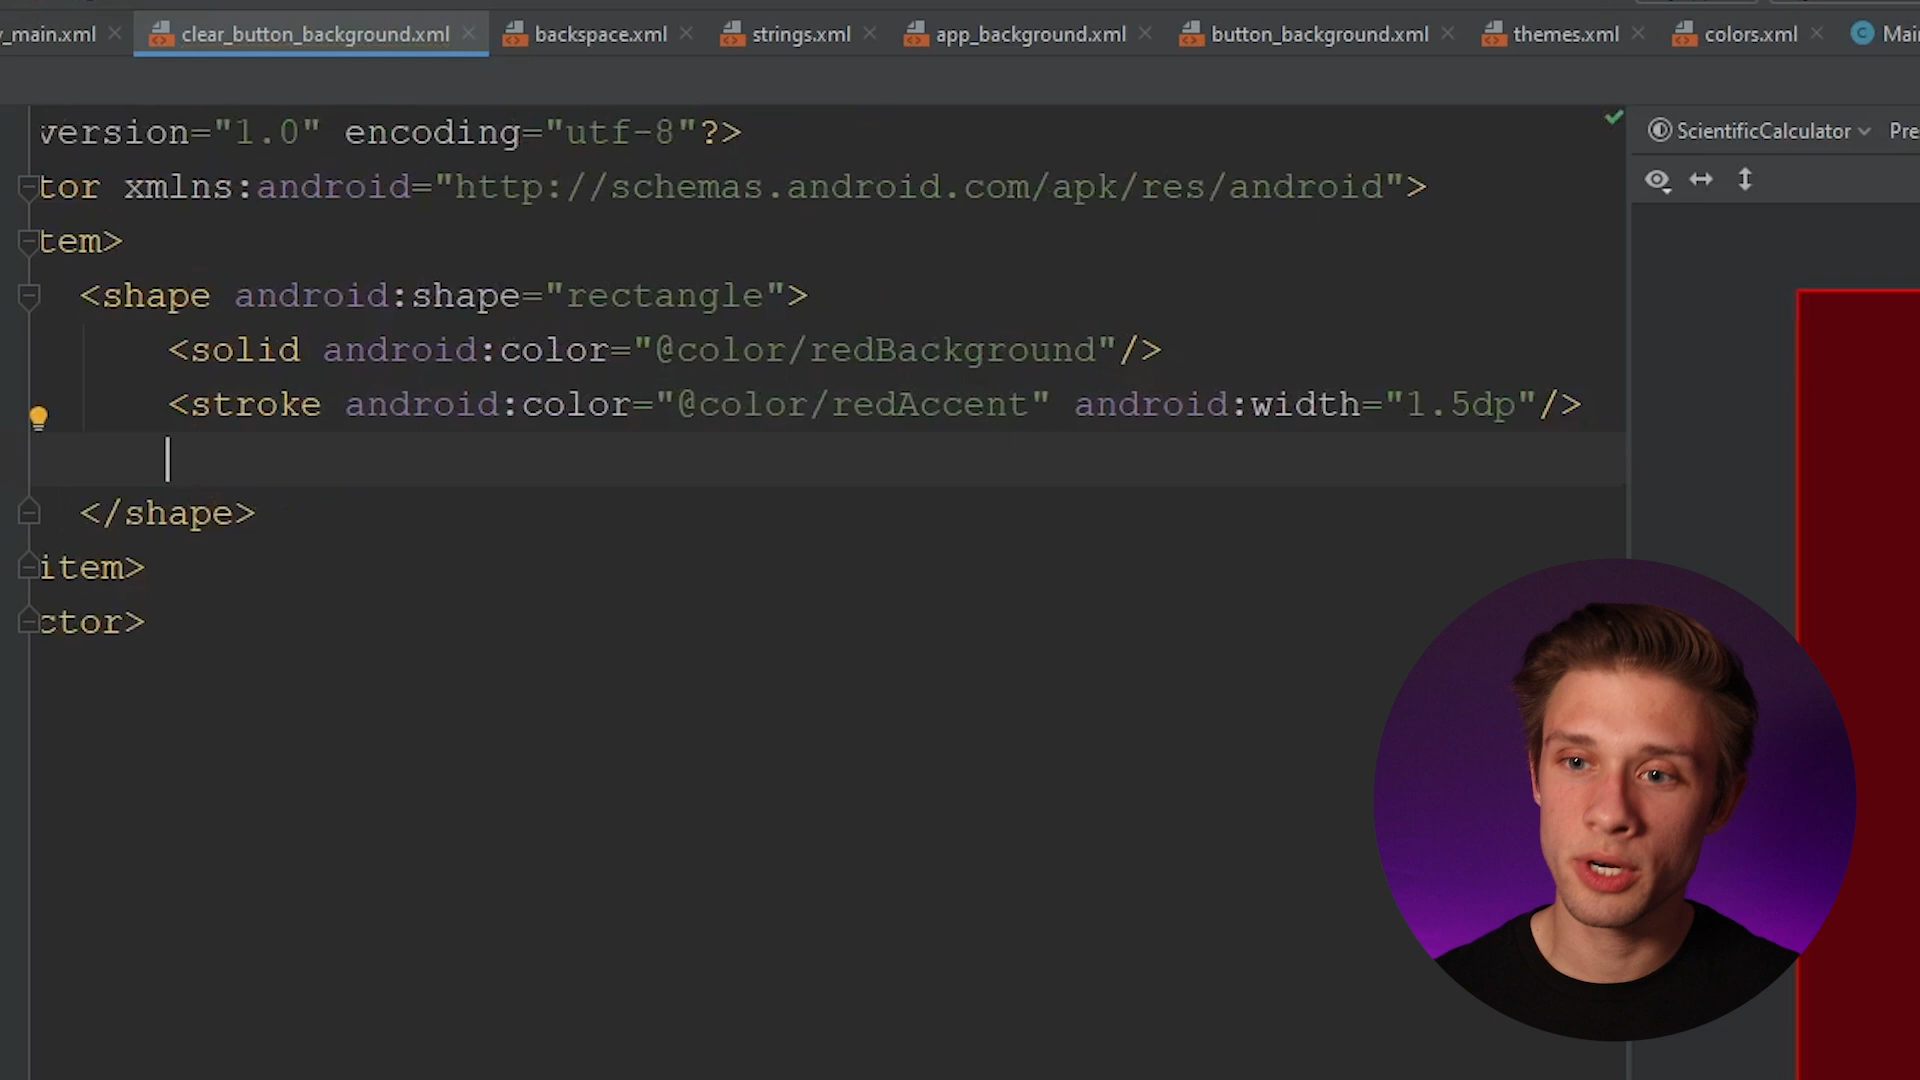 y_main.xml clear_button_background.xml backspace.xml strings.xml app_background.xml button_background.xml themes.xml colors.xml C Mai
version="1.0" encoding="utf-8"?>
ScientificCalculator Pre
tor xmlns:android="http://schemas.android.com/apk/res/android">
tem>
<shape android:shape="rectangle">
<solid android:color="@color/redBackground"/>
<stroke android:color="@color/redAccent" android:width="1.5dp"/>
</shape>
item>
ctor>